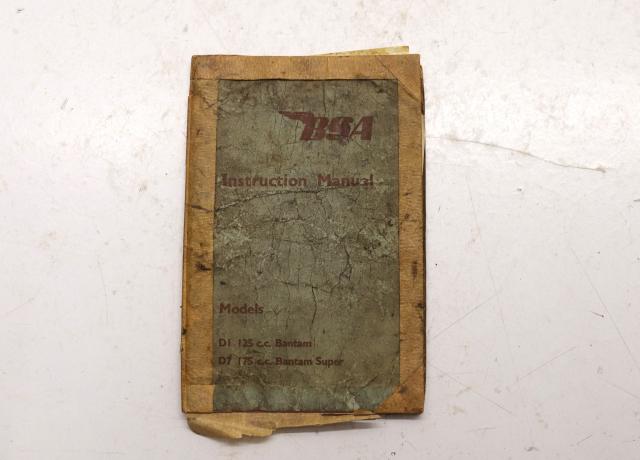 BSA
Instruction Manual
Models
D1 125 c.c. Bantam
D7 175 c.c. Bantam Super